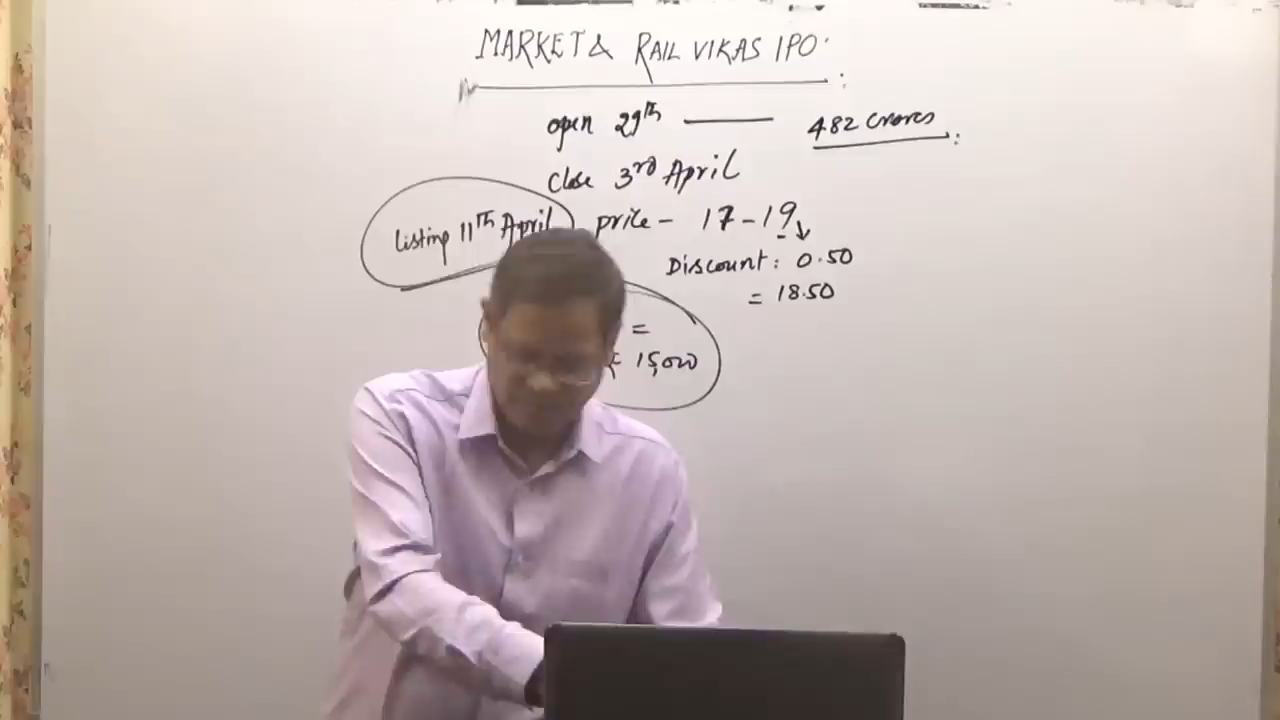 MARKET & RAIL VIKAS IPO
open 29th — 482 crores
close 3rd April
listing 11th April price - 17-19
Discount: 0.50
= 18.50
=
15,000